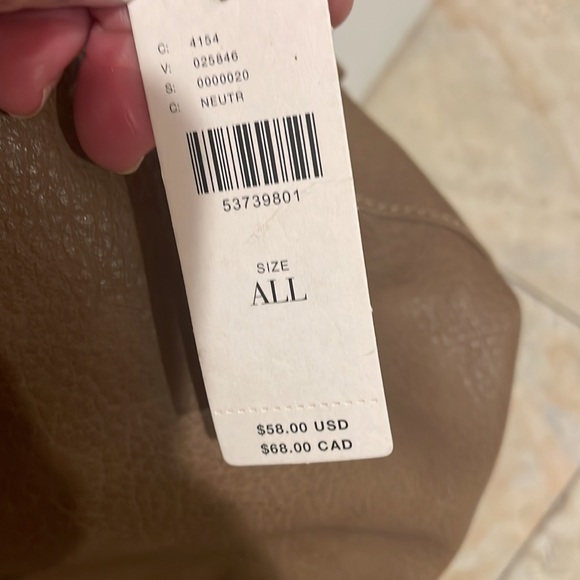 C: 4154
V: 025846
S: 0000020
C: NEUTR
53739801
SIZE
ALL
$58.00 USD
$68.00 CAD